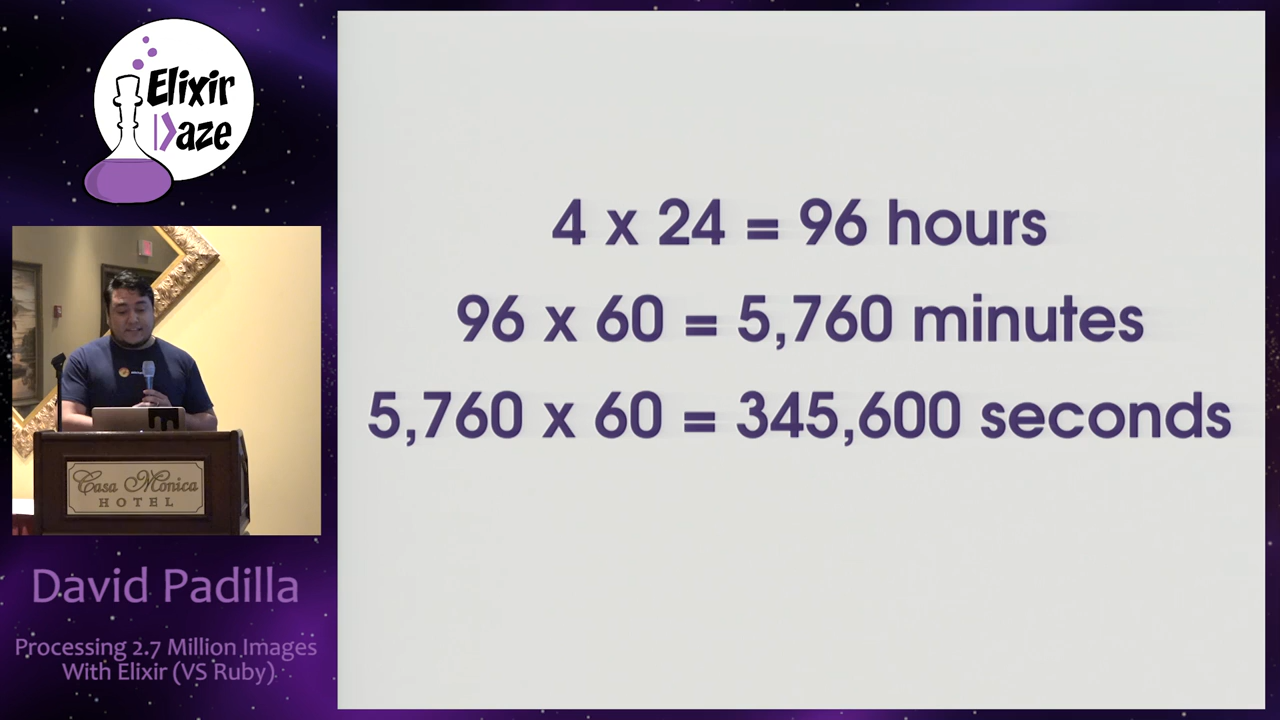 Elixir
|>aze
4 x 24 = 96 hours
96 x 60 = 5,760 minutes
5,760 x 60 = 345,600 seconds
Casa Monica
HOTEL
David Padilla
Processing 2.7 Million Images
With Elixir (VS Ruby)